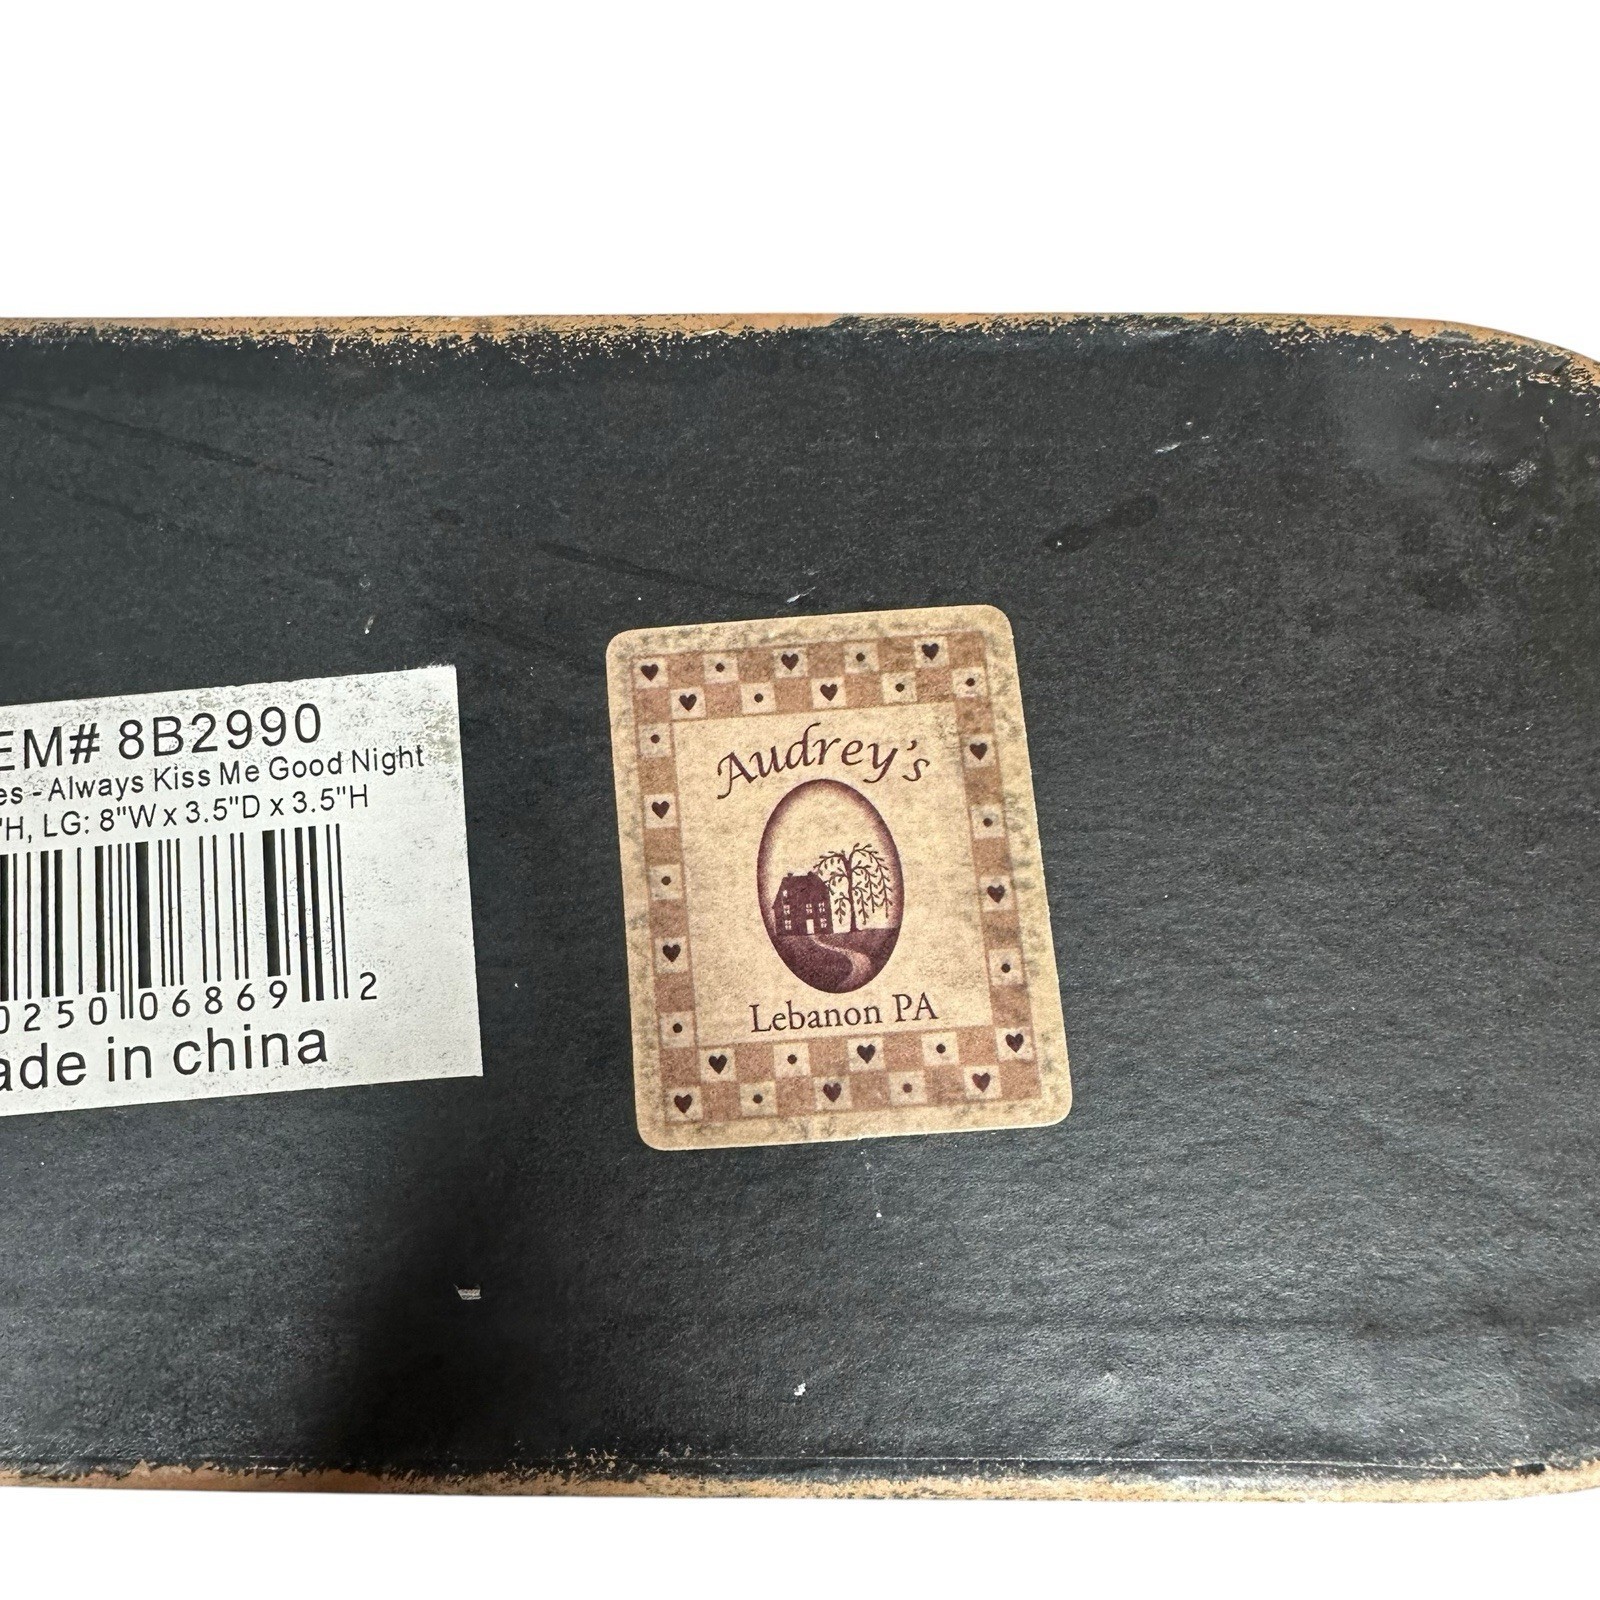 EM# 8B2990
es - Always Kiss Me Good Night
"H, LG: 8"W x 3.5"D x 3.5"H
0250 06869 2
ade in china
Audrey's
Lebanon PA